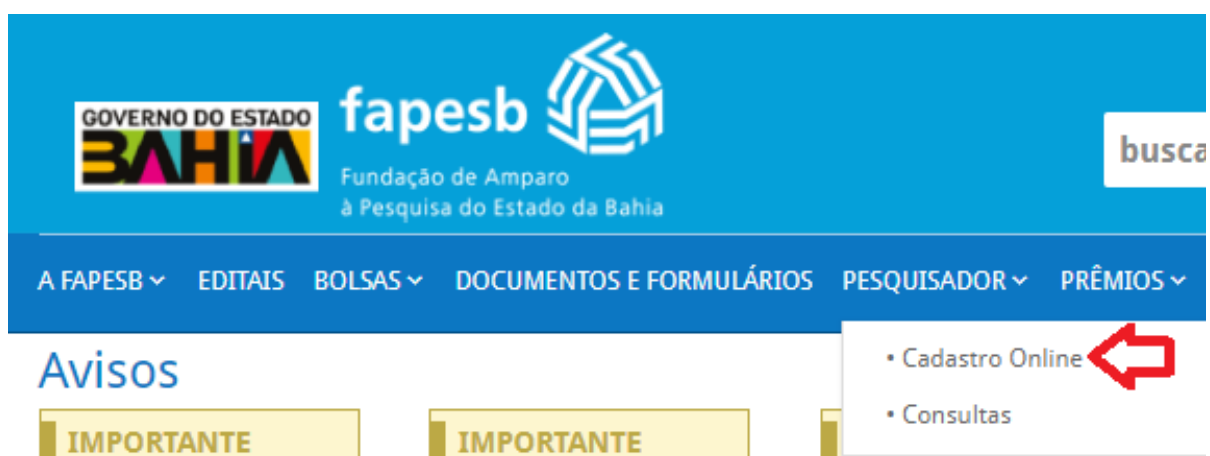 GOVERNO DO ESTADO
BAHIA
fapesb
Fundação de Amparo
à Pesquisa do Estado da Bahia
busca
A FAPESB EDITAIS BOLSAS DOCUMENTOS E FORMULÁRIOS PESQUISADOR PRÊMIOS
Avisos
• Cadastro Online
• Consultas
IMPORTANTE IMPORTANTE